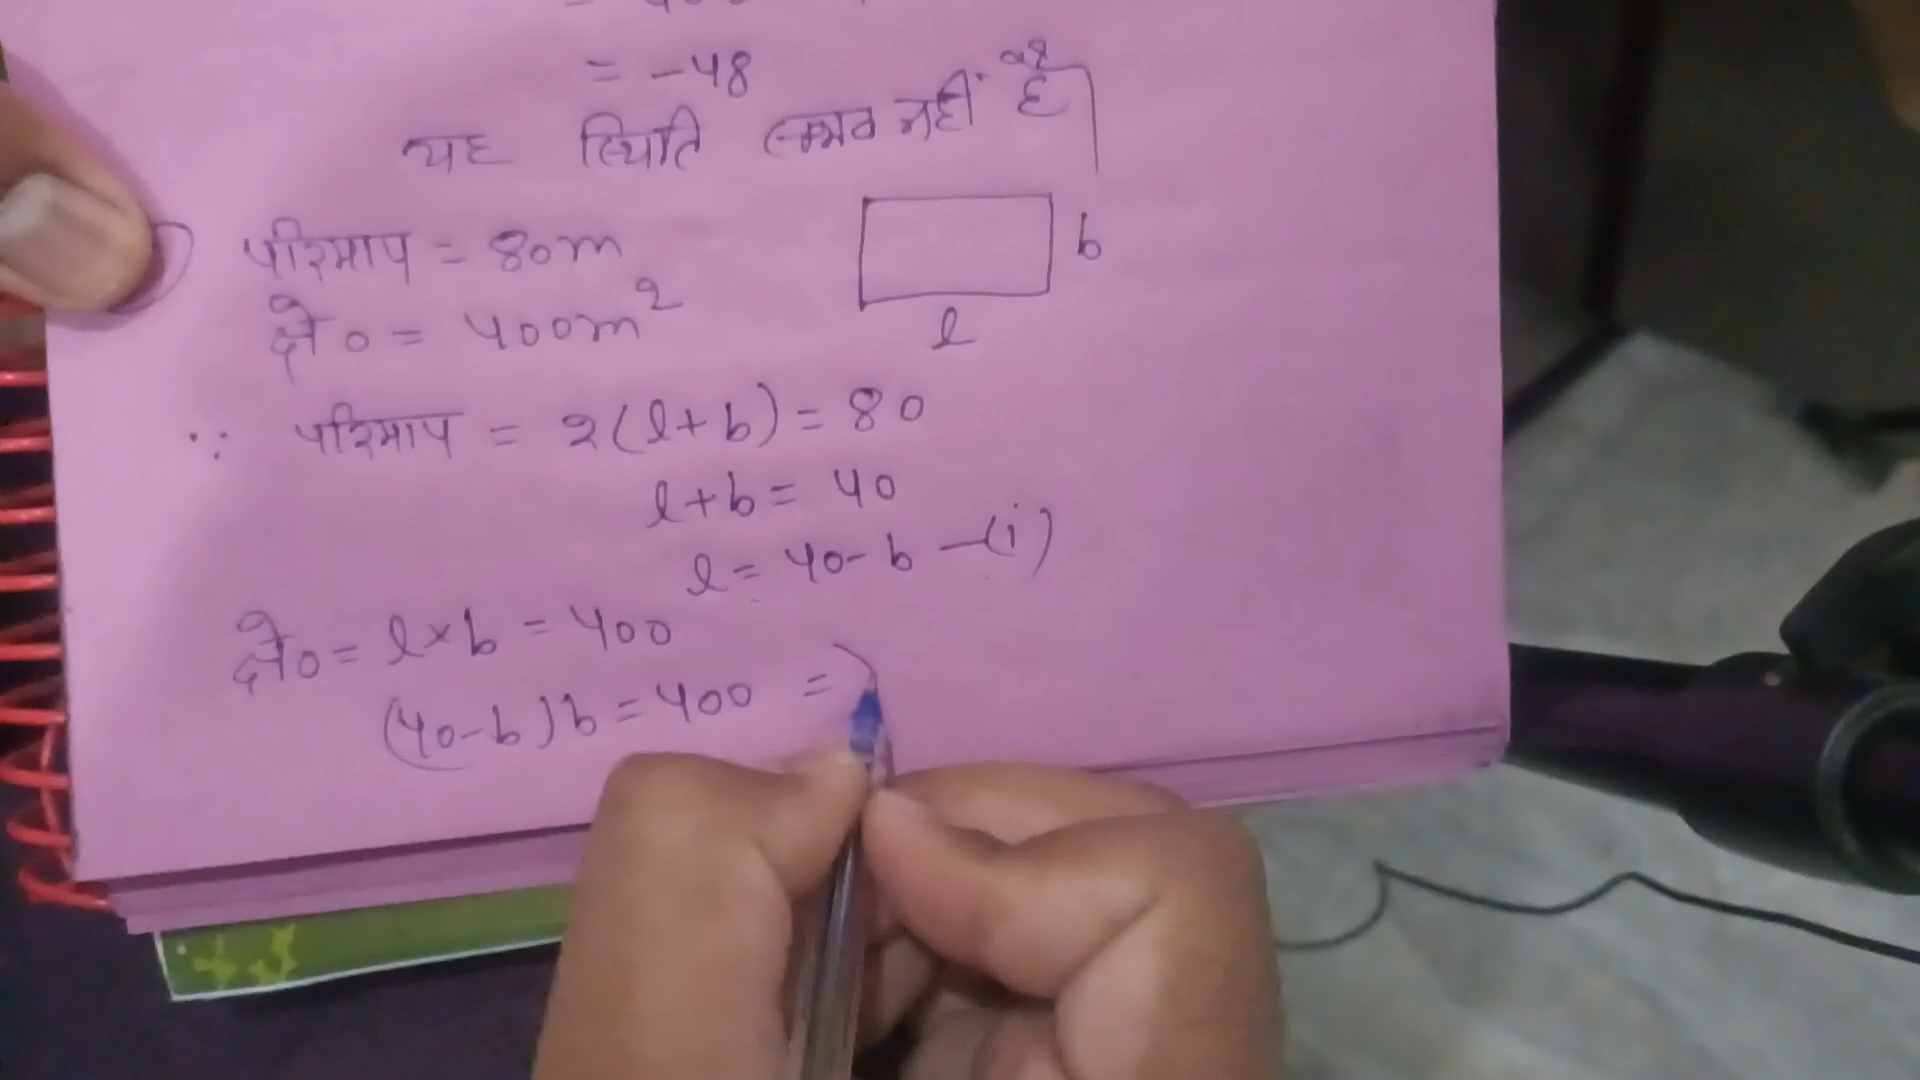 = -48
यह स्थिति सम्भव नहीं है
परिमाप = 80m
क्षे० = 400m²
b
l
∵ परिमाप = 2(l+b) = 80
l+b = 40
l = 40-b —(i)
क्षे० = l×b = 400
(40-b)b = 400 =